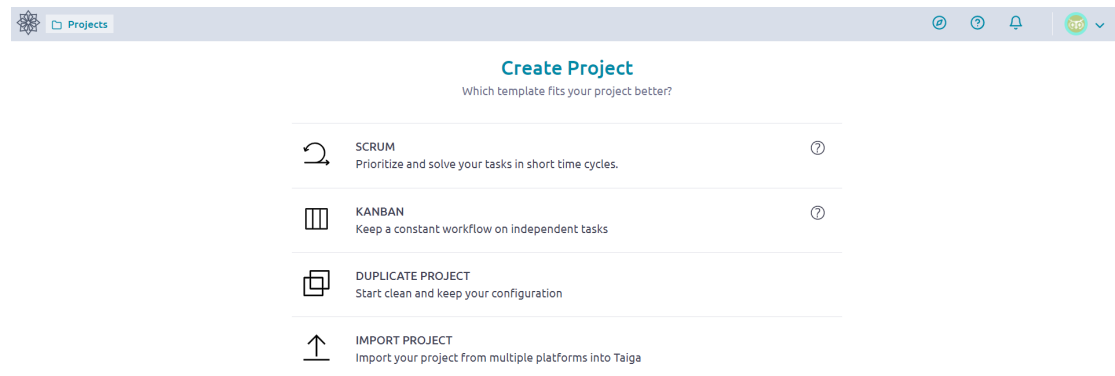 Projects
Create Project
Which template fits your project better?
SCRUM
Prioritize and solve your tasks in short time cycles.
KANBAN
Keep a constant workflow on independent tasks
DUPLICATE PROJECT
Start clean and keep your configuration
IMPORT PROJECT
Import your project from multiple platforms into Taiga